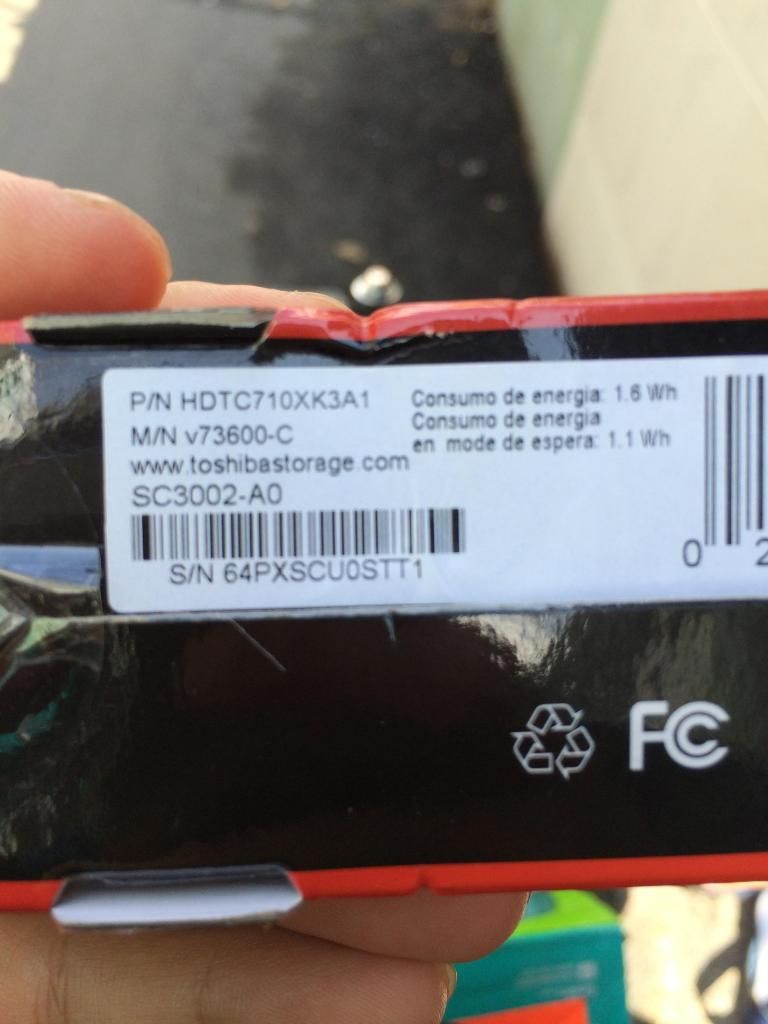 P/N HDTC710XK3A1
M/N v73600-C
www.toshibastorage.com
SC3002-A0
S/N 64PXSCU0STT1
Consumo de energia: 1.6 Wh
Consumo de energia
en mode de espera: 1.1 Wh
0 2
FC